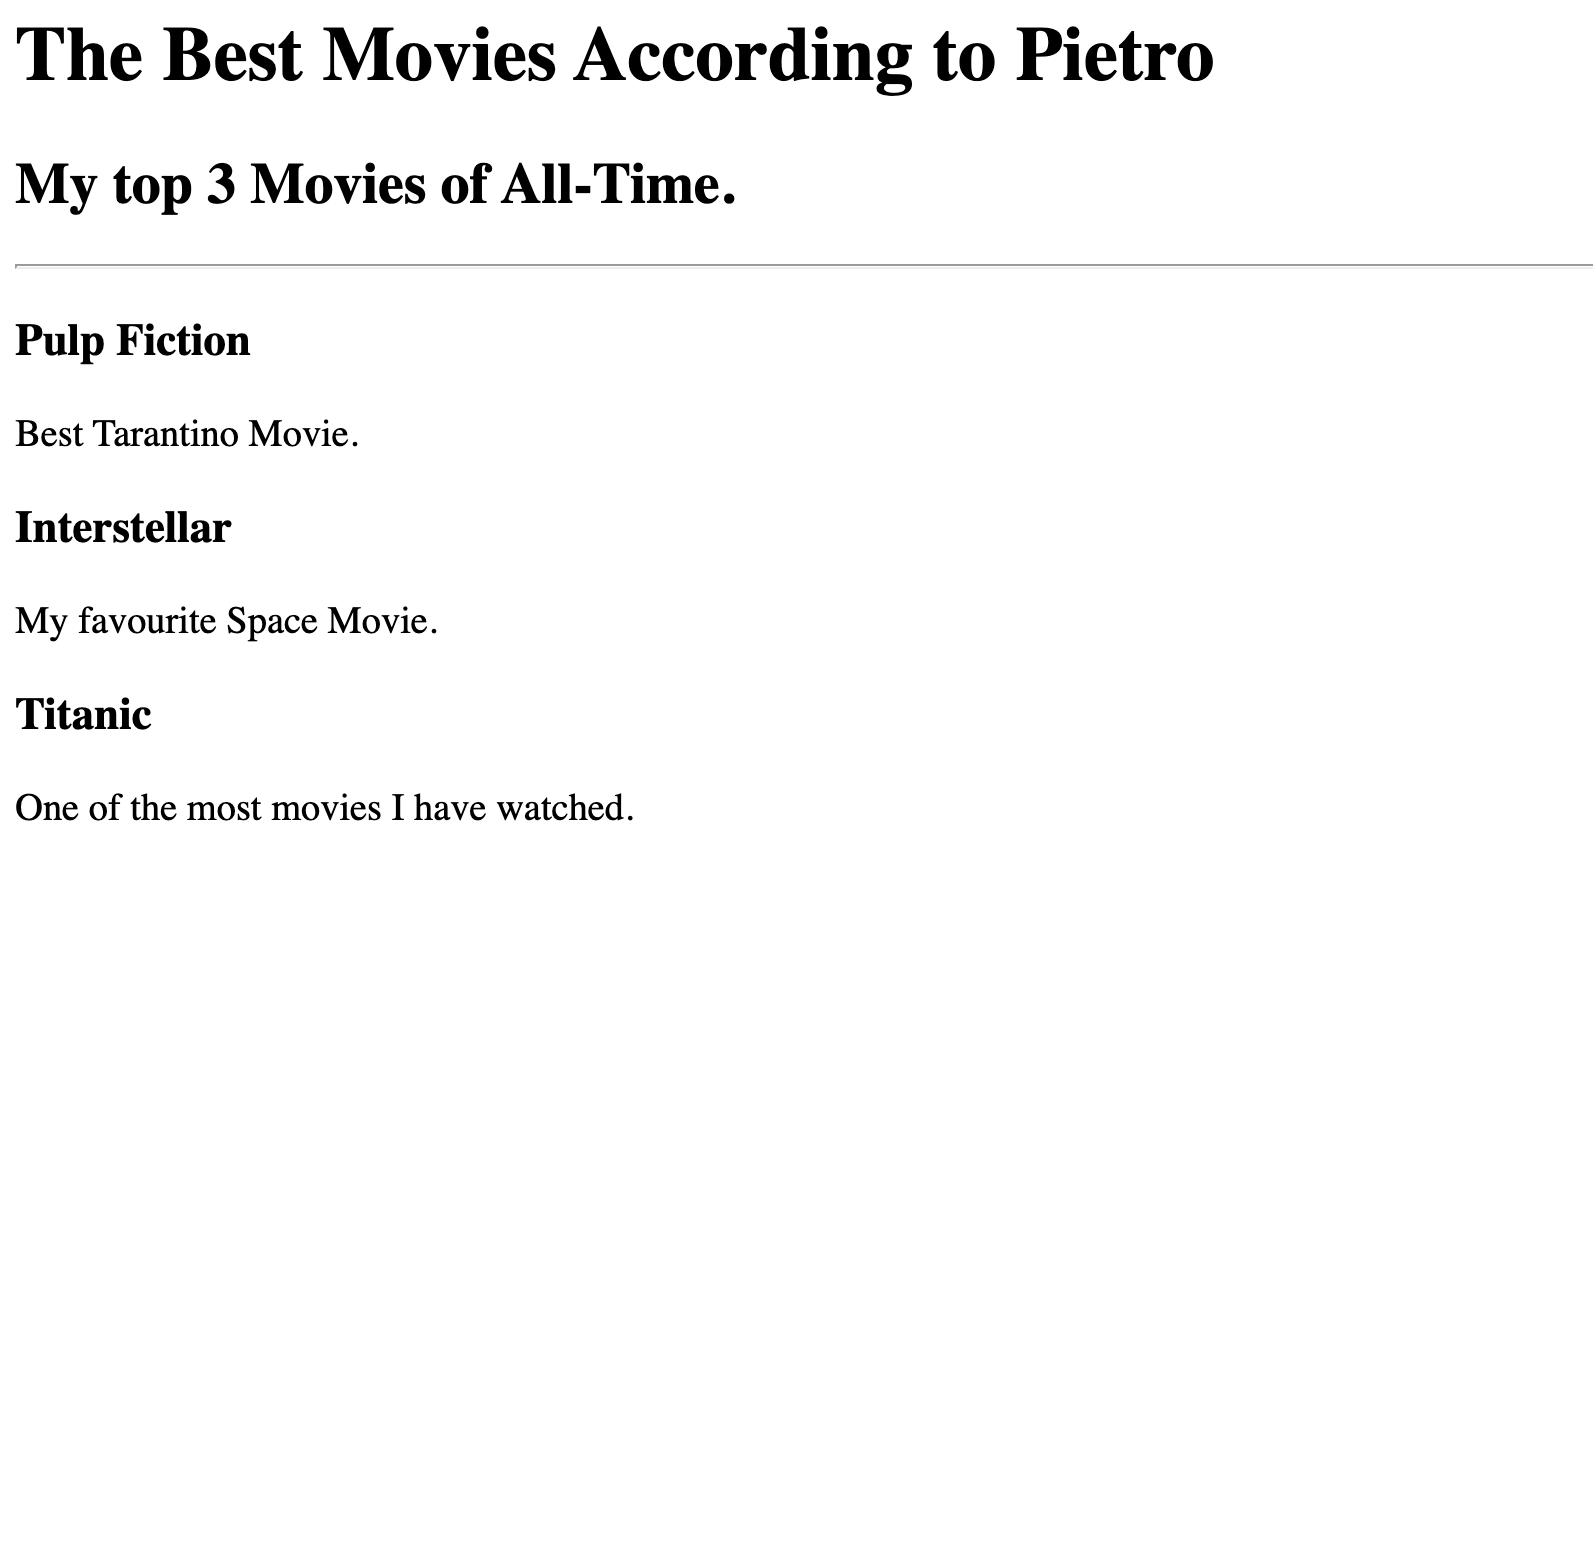 The Best Movies According to Pietro
My top 3 Movies of All-Time.
Pulp Fiction
Best Tarantino Movie.
Interstellar
My favourite Space Movie.
Titanic
One of the most movies I have watched.